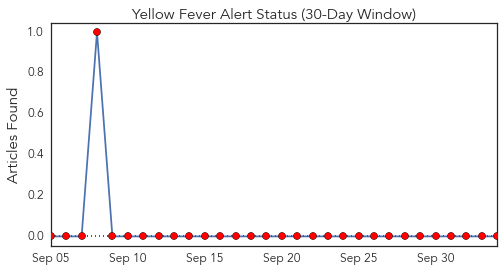 Yellow Fever Alert Status (30-Day Window)
Articles Found
1.0
0.8
0.6
0.4
0.2
0.0
Sep 05 Sep 10 Sep 15 Sep 20 Sep 25 Sep 30